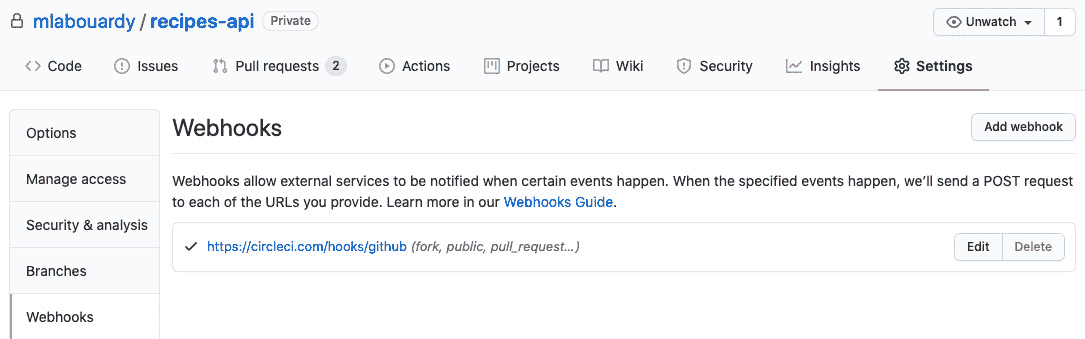 mlabouardy / recipes-api Private Unwatch 1
Code Issues Pull requests 2 Actions Projects Wiki Security Insights Settings
Options
Manage access
Security & analysis
Branches
Webhooks
Webhooks Add webhook
Webhooks allow external services to be notified when certain events happen. When the specified events happen, we’ll send a POST request
to each of the URLs you provide. Learn more in our Webhooks Guide.
https://circleci.com/hooks/github (fork, public, pull_request...) Edit Delete